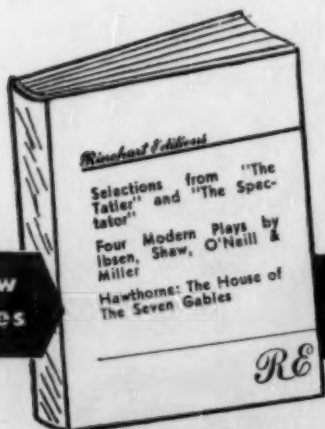 Rinehart Editions
Selections from "The
Tatler" and "The Spec-
tator"
Four Modern Plays by
Ibsen, Shaw, O'Neill &
Miller
Hawthorne: The House of
The Seven Gables
RE